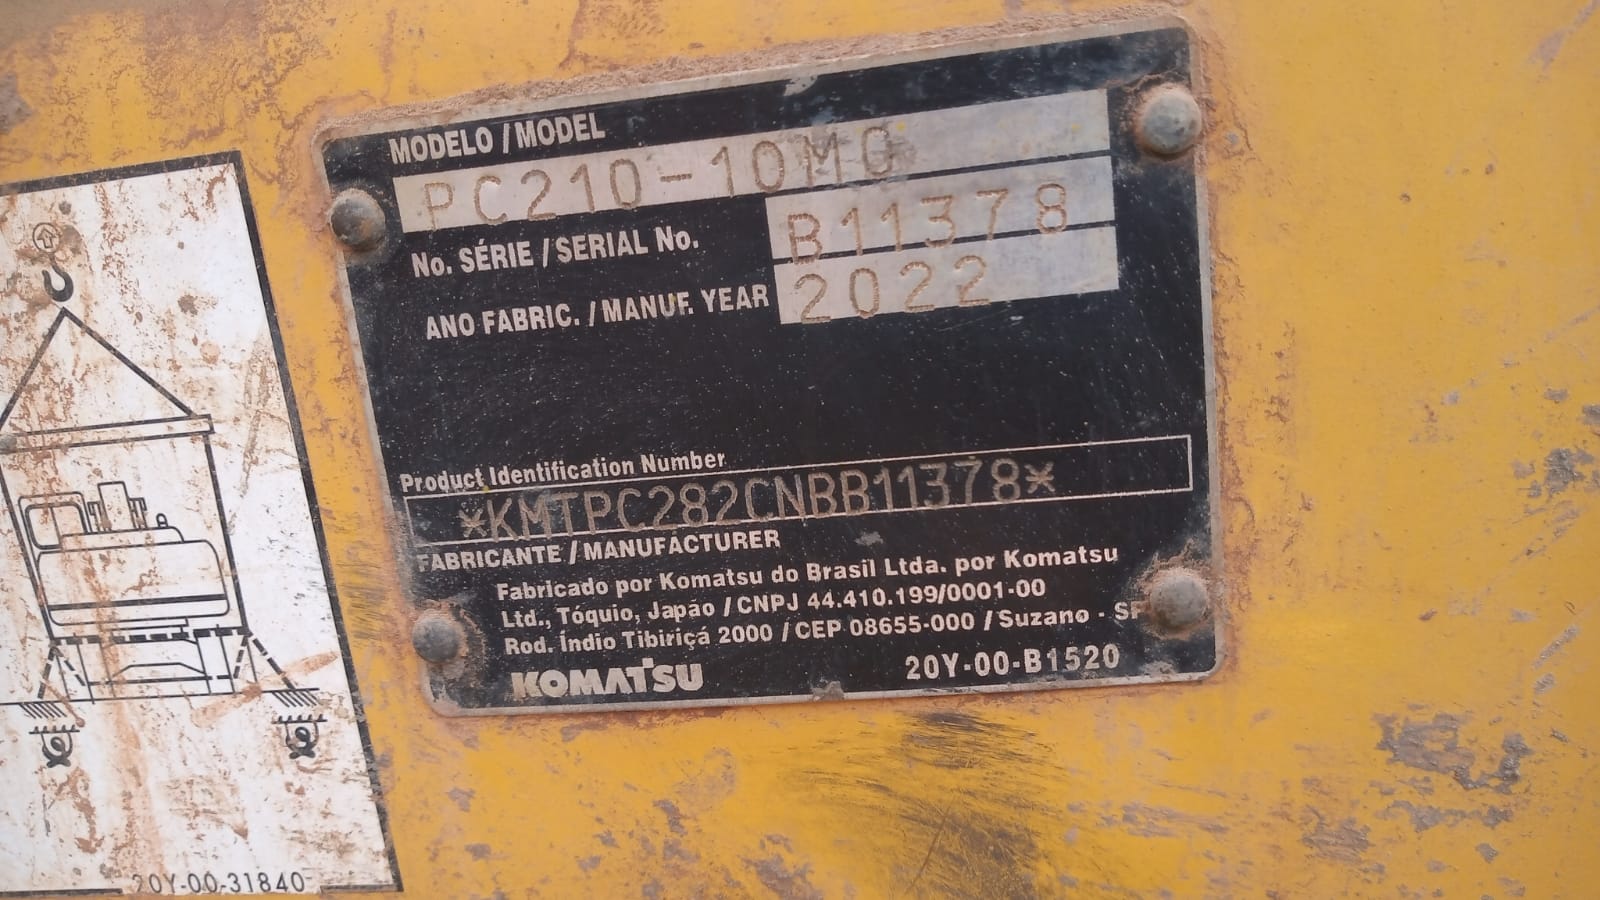 MODELO / MODEL
PC210-10M0
No. SÉRIE / SERIAL No. B11378
ANO FABRIC. / MANUF. YEAR 2022
Product Identification Number
*KMTPC282CNBB11378*
FABRICANTE / MANUFACTURER
Fabricado por Komatsu do Brasil Ltda. por Komatsu
Ltd., Tóquio, Japão / CNPJ 44.410.199/0001-00
Rod. Índio Tibiriçá 2000 / CEP 08655-000 / Suzano - SP
KOMATSU 20Y-00-B1520
20Y-00-31840